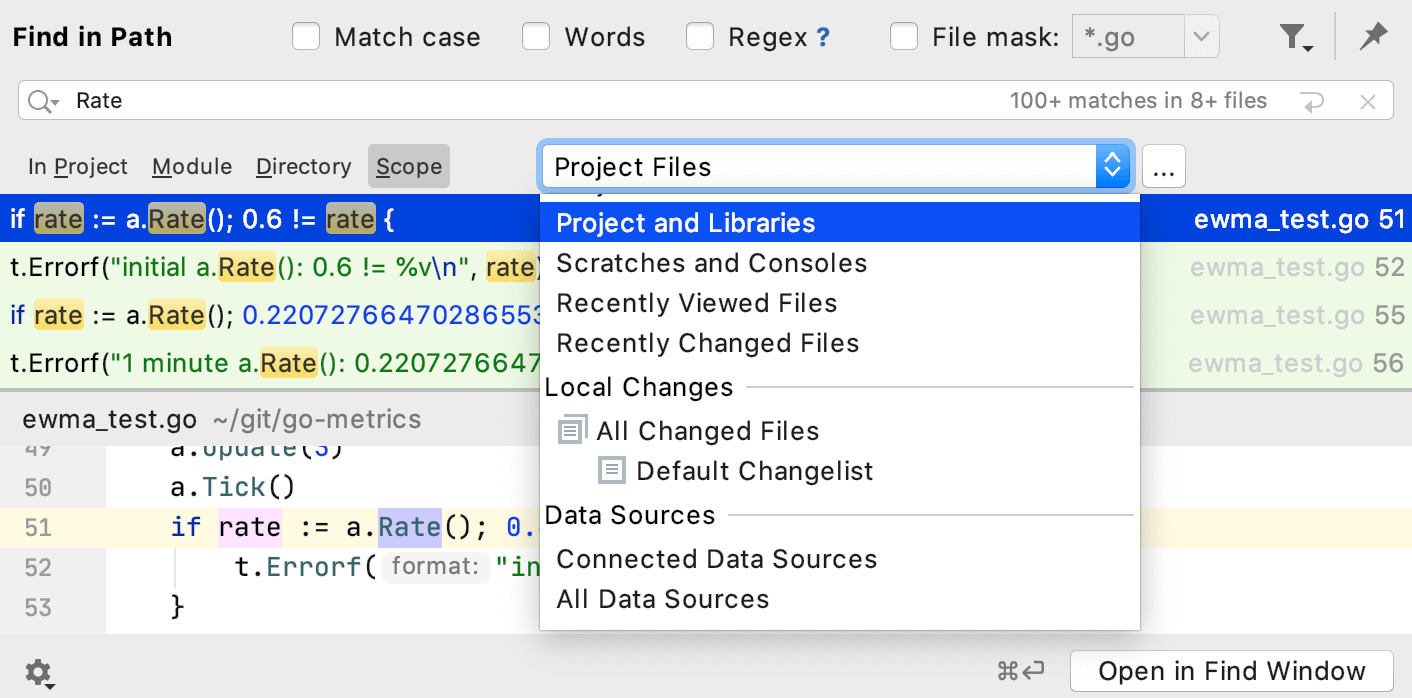 Find in Path Match case Words Regex ? File mask: *.go
Rate 100+ matches in 8+ files
In Project Module Directory Scope Project Files ...
if rate := a.Rate(); 0.6 != rate { ewma_test.go 51
t.Errorf("initial a.Rate(): 0.6 != %v\n", rate) ewma_test.go 52
if rate := a.Rate(); 0.22072766470286553 ewma_test.go 55
t.Errorf("1 minute a.Rate(): 0.2207276647 ewma_test.go 56
Project and Libraries
Scratches and Consoles
Recently Viewed Files
Recently Changed Files
Local Changes
All Changed Files
Default Changelist
Data Sources
Connected Data Sources
All Data Sources
ewma_test.go ~/git/go-metrics
49 a.Update(3)
50 a.Tick()
51 if rate := a.Rate(); 0.
52 t.Errorf( format: "in
53 }
⌘↩ Open in Find Window